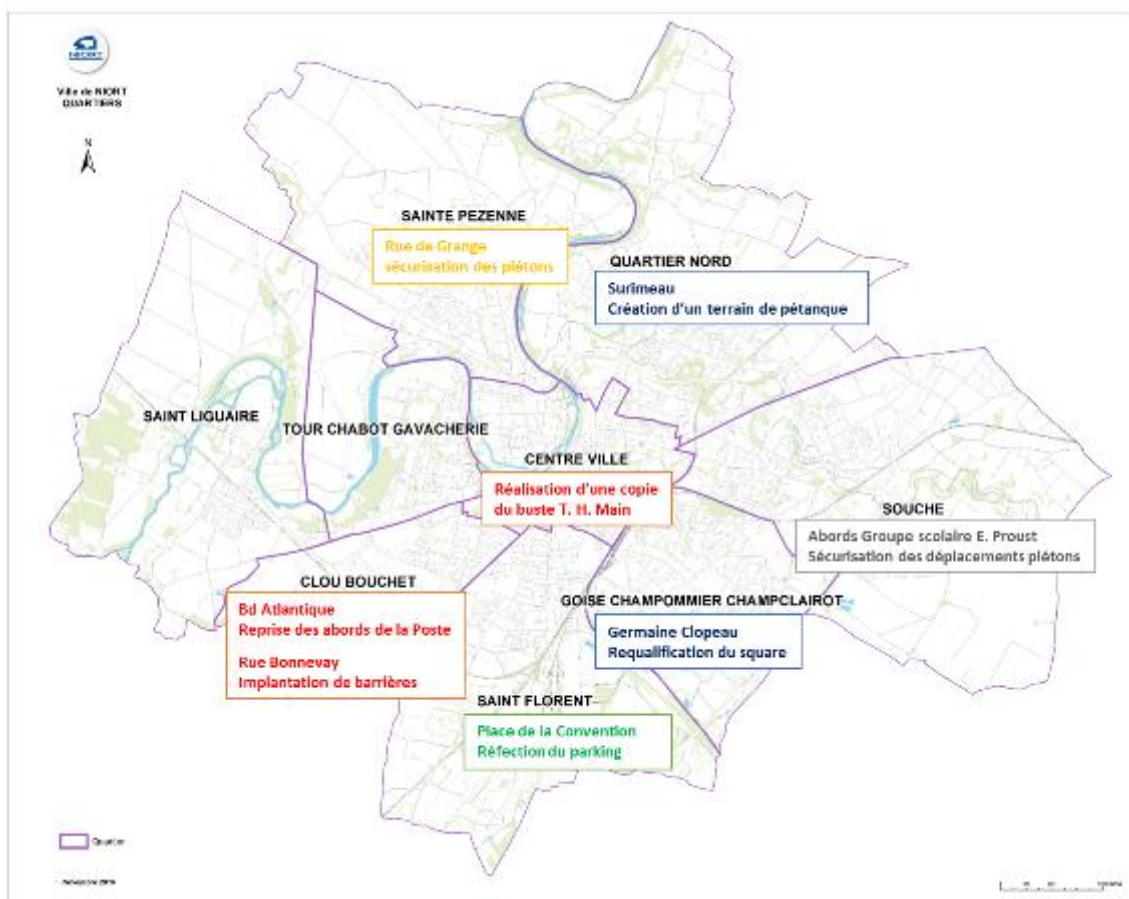 NIORT
Ville de NIORT
QUARTIERS
N
SAINTE PEZENNE
Rue de Grange
sécurisation des piétons
QUARTIER NORD
Surimeau
Création d'un terrain de pétanque
SAINT LIGUAIRE
TOUR CHABOT GAVACHERIE
CENTRE VILLE
Réalisation d'une copie
du buste T. H. Main
SOUCHE
Abords Groupe scolaire E. Proust
Sécurisation des déplacements piétons
CLOU BOUCHET
Bd Atlantique
Reprise des abords de la Poste
Rue Bonnevay
Implantation de barrières
GOISE CHAMPOMMIER CHAMPCLAIROT
Germaine Clopeau
Requalification du square
SAINT FLORENT
Place de la Convention
Réfection du parking
Quartier
Novembre